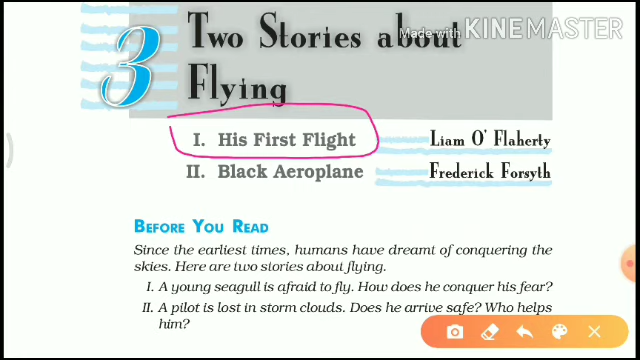 Made with KINEMASTER
3 Two Stories about
Flying
I. His First Flight Liam O' Flaherty
II. Black Aeroplane Frederick Forsyth
BEFORE YOU READ
Since the earliest times, humans have dreamt of conquering the
skies. Here are two stories about flying.
I. A young seagull is afraid to fly. How does he conquer his fear?
II. A pilot is lost in storm clouds. Does he arrive safe? Who helps
him?